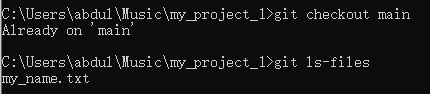 C:\Users\abdul\Music\my_project_1>git checkout main
Already on 'main'
C:\Users\abdul\Music\my_project_1>git ls-files
my_name.txt